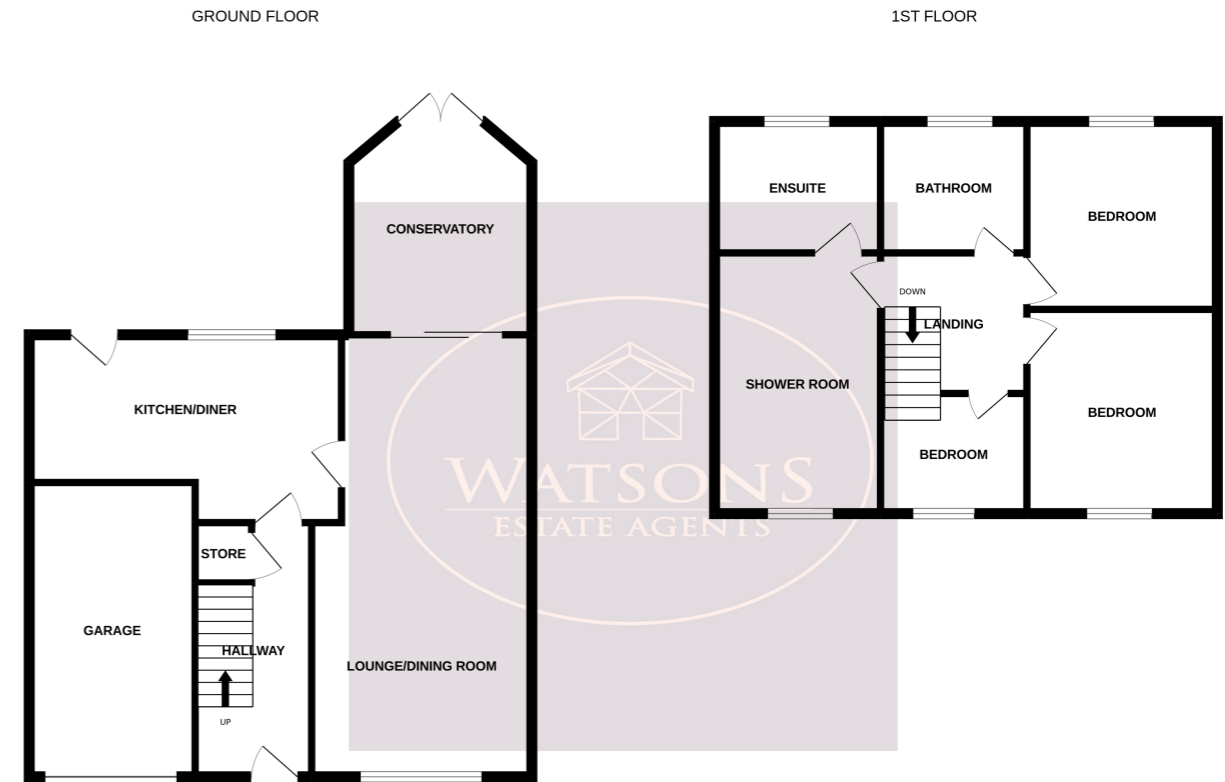 GROUND FLOOR
1ST FLOOR
CONSERVATORY
KITCHEN/DINER
STORE
GARAGE
HALLWAY
LOUNGE/DINING ROOM
UP
ENSUITE
BATHROOM
BEDROOM
DOWN
LANDING
SHOWER ROOM
BEDROOM
BEDROOM
WATSONS
ESTATE AGENTS